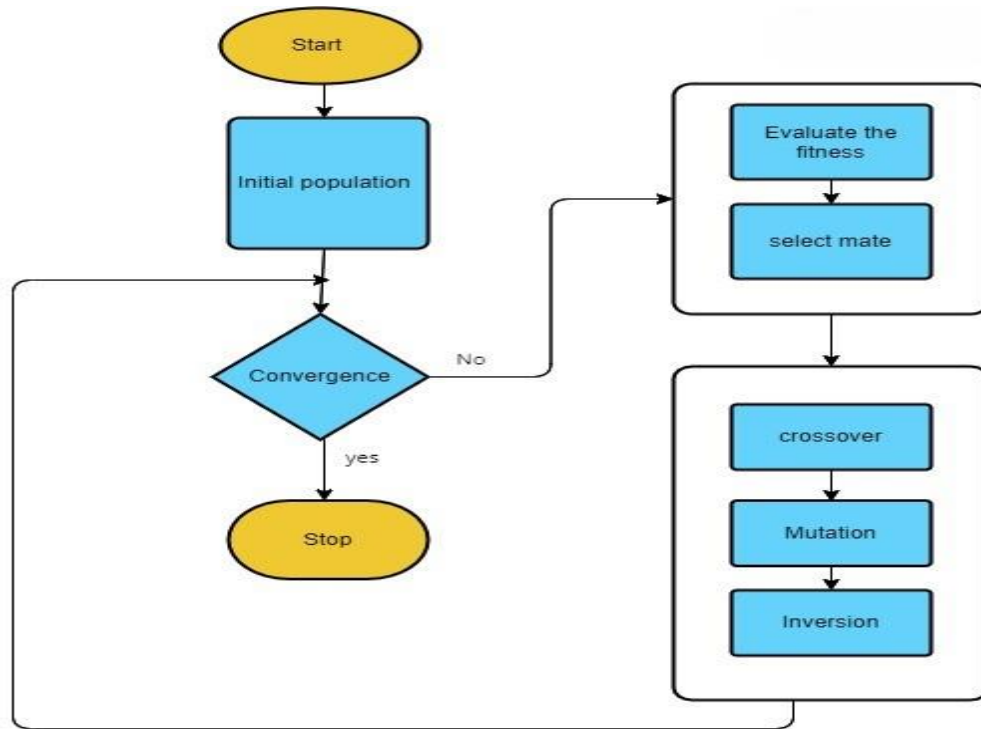 Start
Initial population
Convergence
No
yes
Stop
Evaluate the
fitness
select mate
crossover
Mutation
Inversion